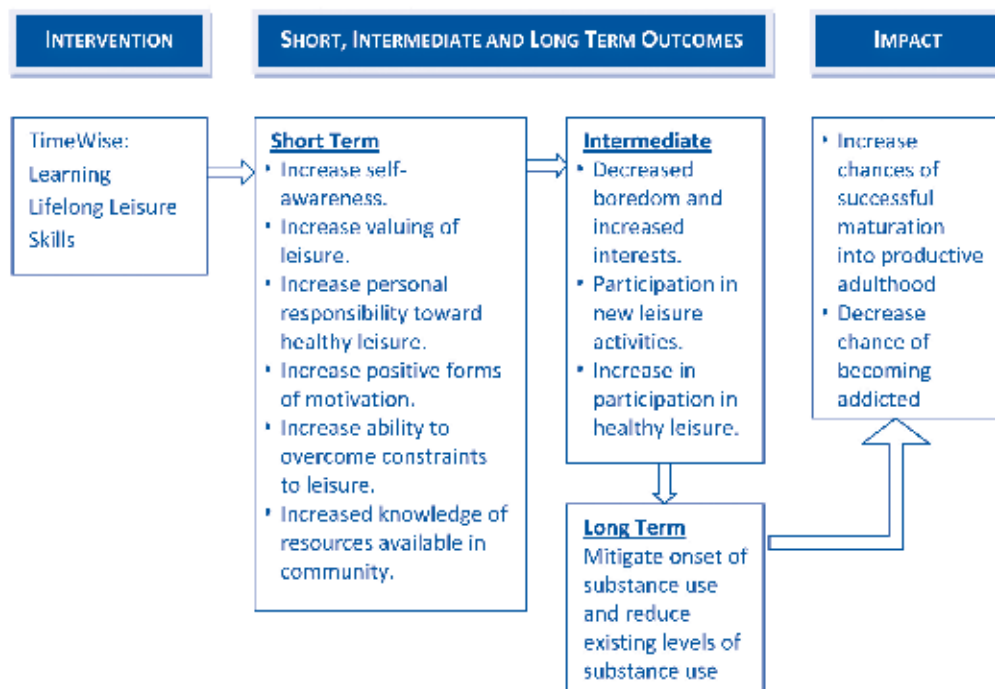 INTERVENTION
SHORT, INTERMEDIATE AND LONG TERM OUTCOMES
IMPACT
TimeWise:
Learning
Lifelong Leisure
Skills
Short Term
• Increase self-
awareness.
• Increase valuing of
leisure.
• Increase personal
responsibility toward
healthy leisure.
• Increase positive forms
of motivation.
• Increase ability to
overcome constraints
to leisure.
• Increased knowledge of
resources available in
community.
Intermediate
• Decreased
boredom and
increased
interests.
• Participation in
new leisure
activities.
• Increase in
participation in
healthy leisure.
Long Term
Mitigate onset of
substance use
and reduce
existing levels of
substance use
• Increase
chances of
successful
maturation
into productive
adulthood
• Decrease
chance of
becoming
addicted